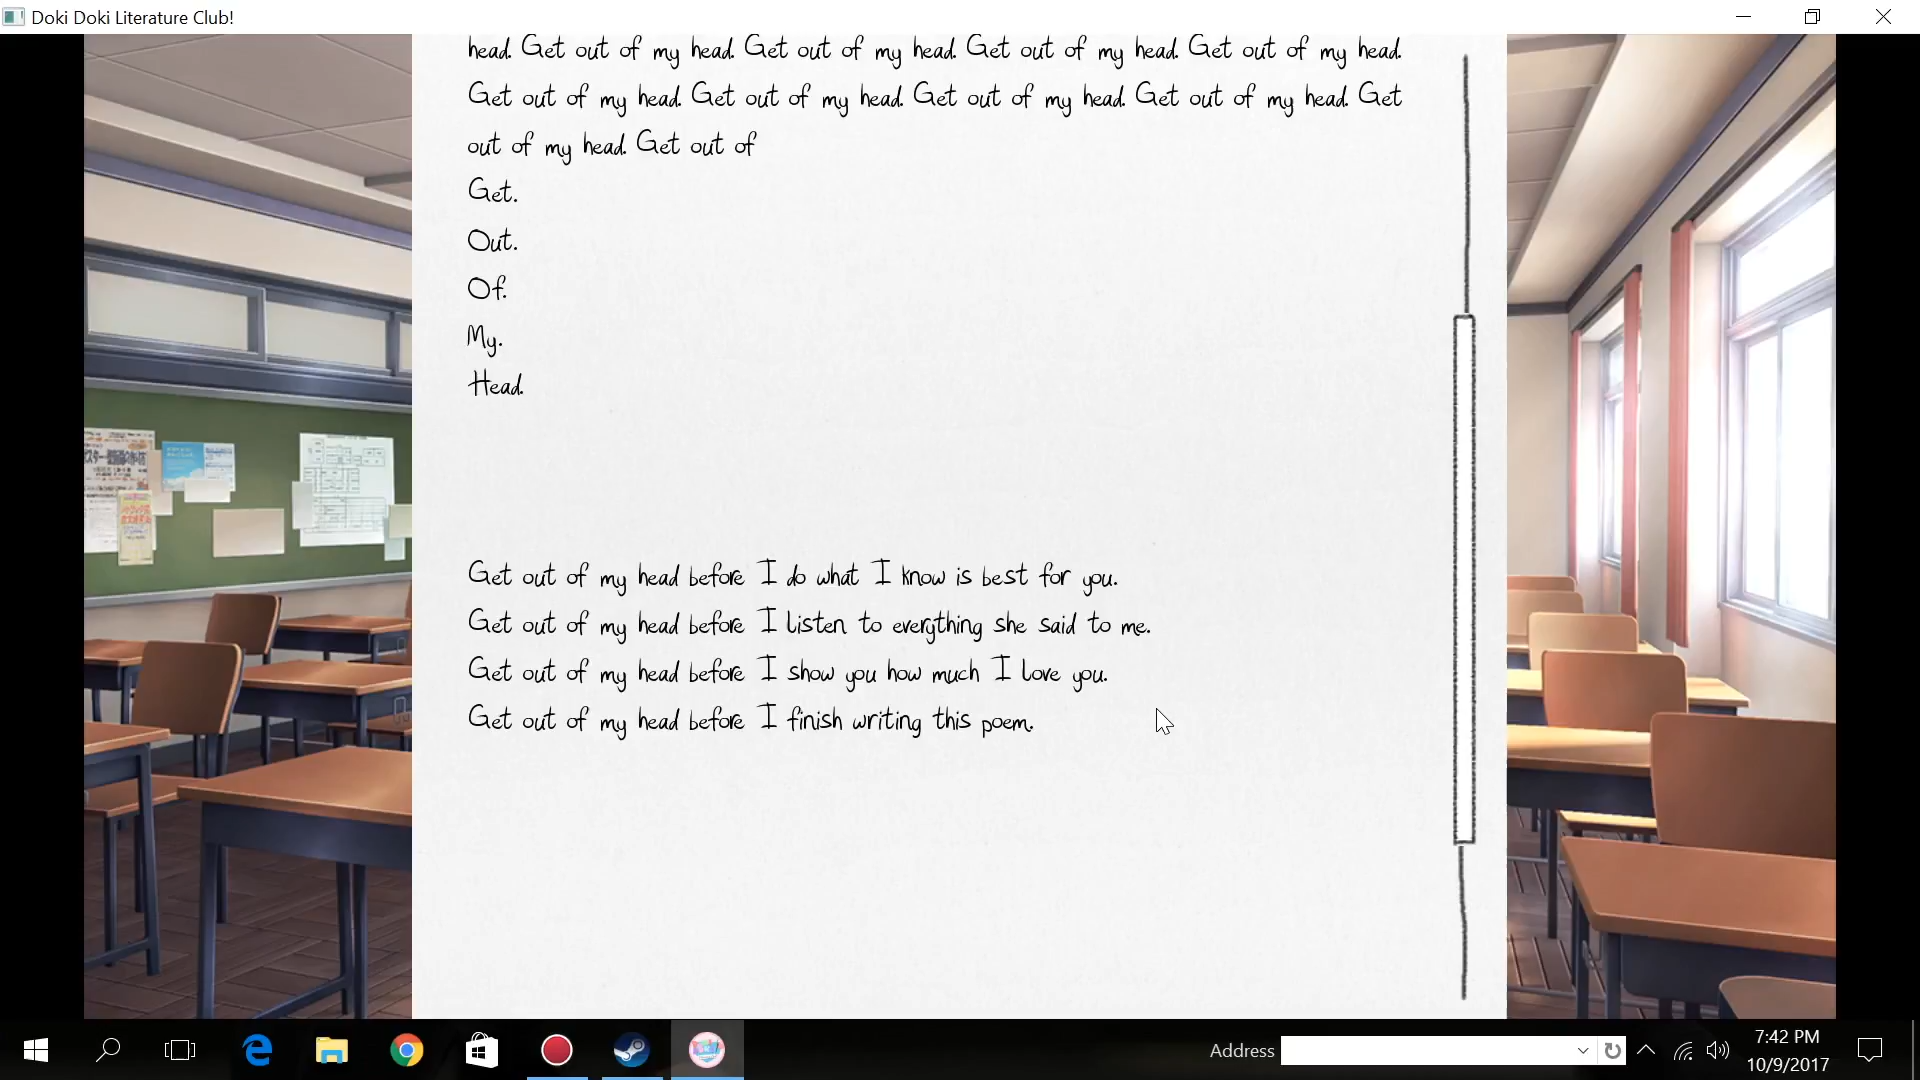 Doki Doki Literature Club!
head. Get out of my head. Get out of my head. Get out of my head. Get out of my head.
Get out of my head. Get out of my head. Get out of my head. Get out of my head. Get
out of my head. Get out of
Get.
Out.
Of.
My.
Head.
Get out of my head before I do what I know is best for you.
Get out of my head before I listen to everything she said to me.
Get out of my head before I show you how much I love you.
Get out of my head before I finish writing this poem.
Address
7:42 PM
10/9/2017